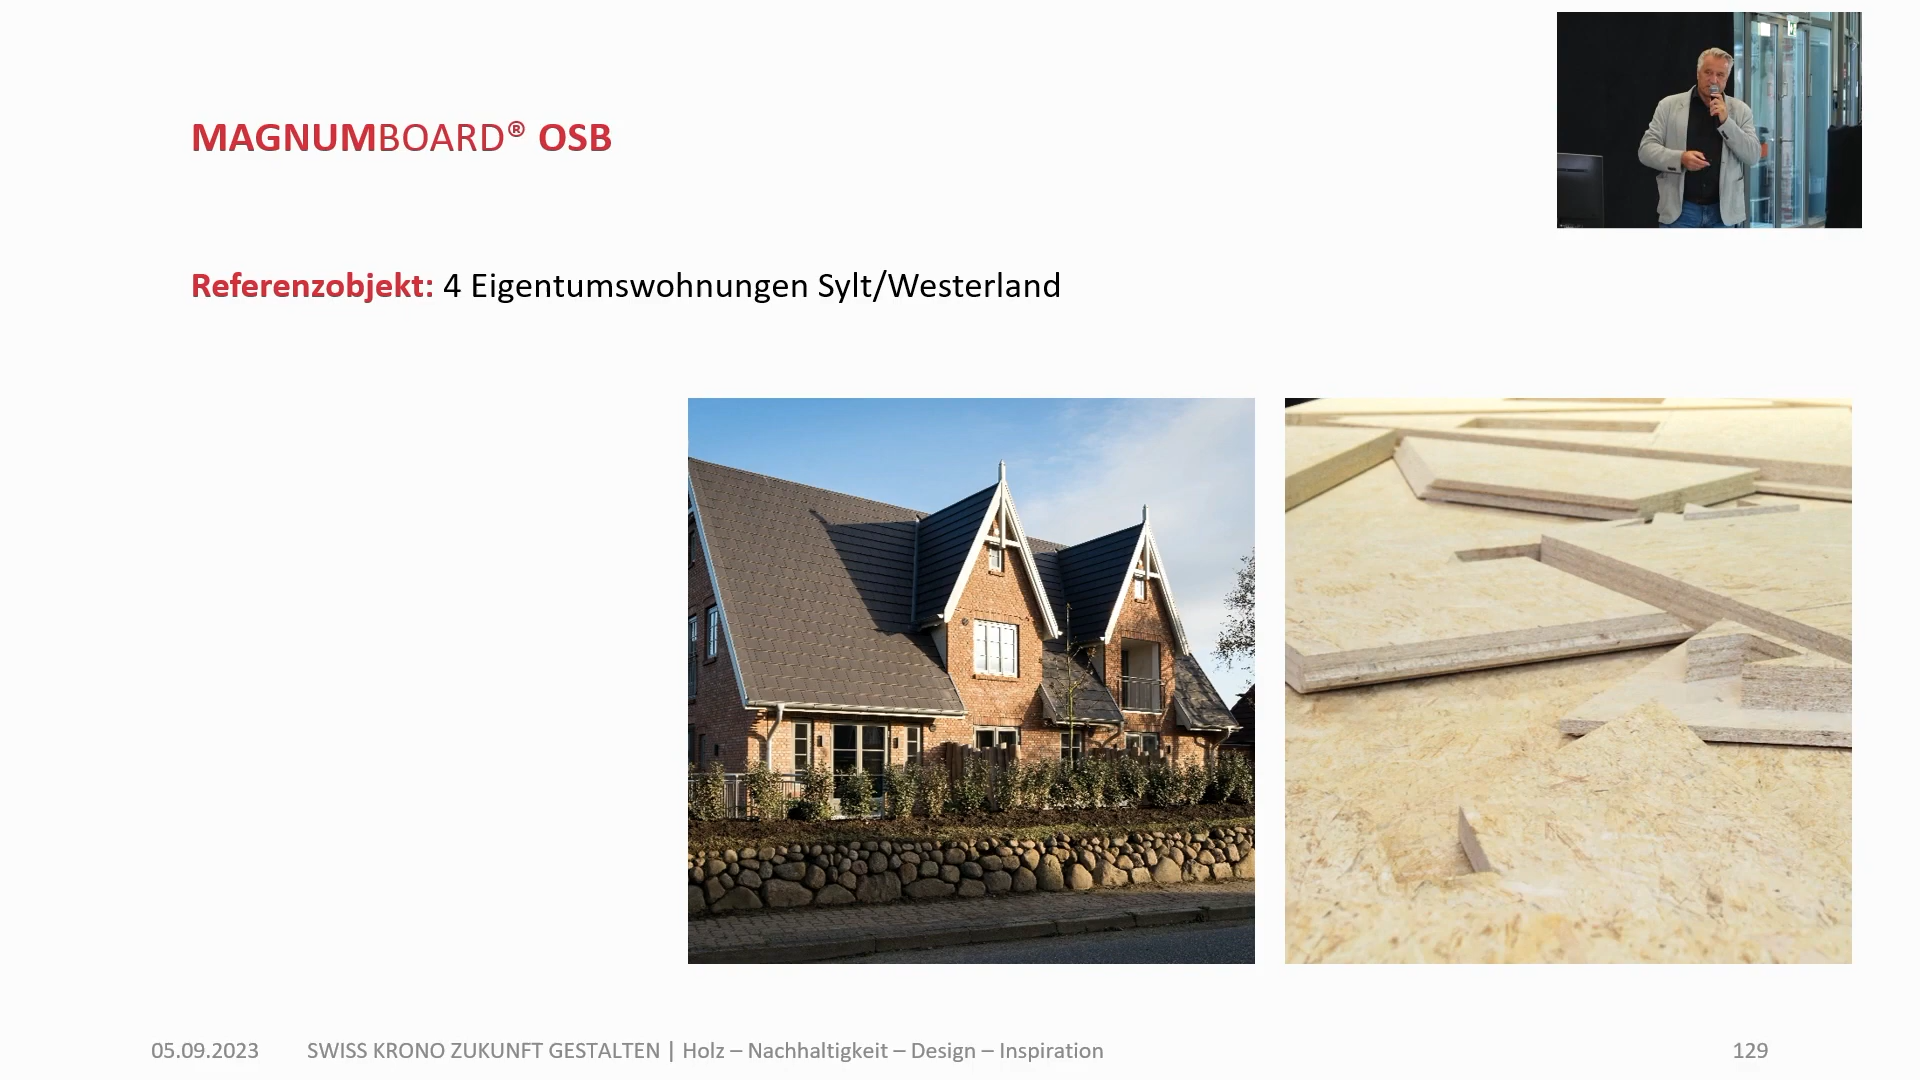 MAGNUMBOARD® OSB
Referenzobjekt: 4 Eigentumswohnungen Sylt/Westerland
05.09.2023 SWISS KRONO ZUKUNFT GESTALTEN | Holz – Nachhaltigkeit – Design – Inspiration 129